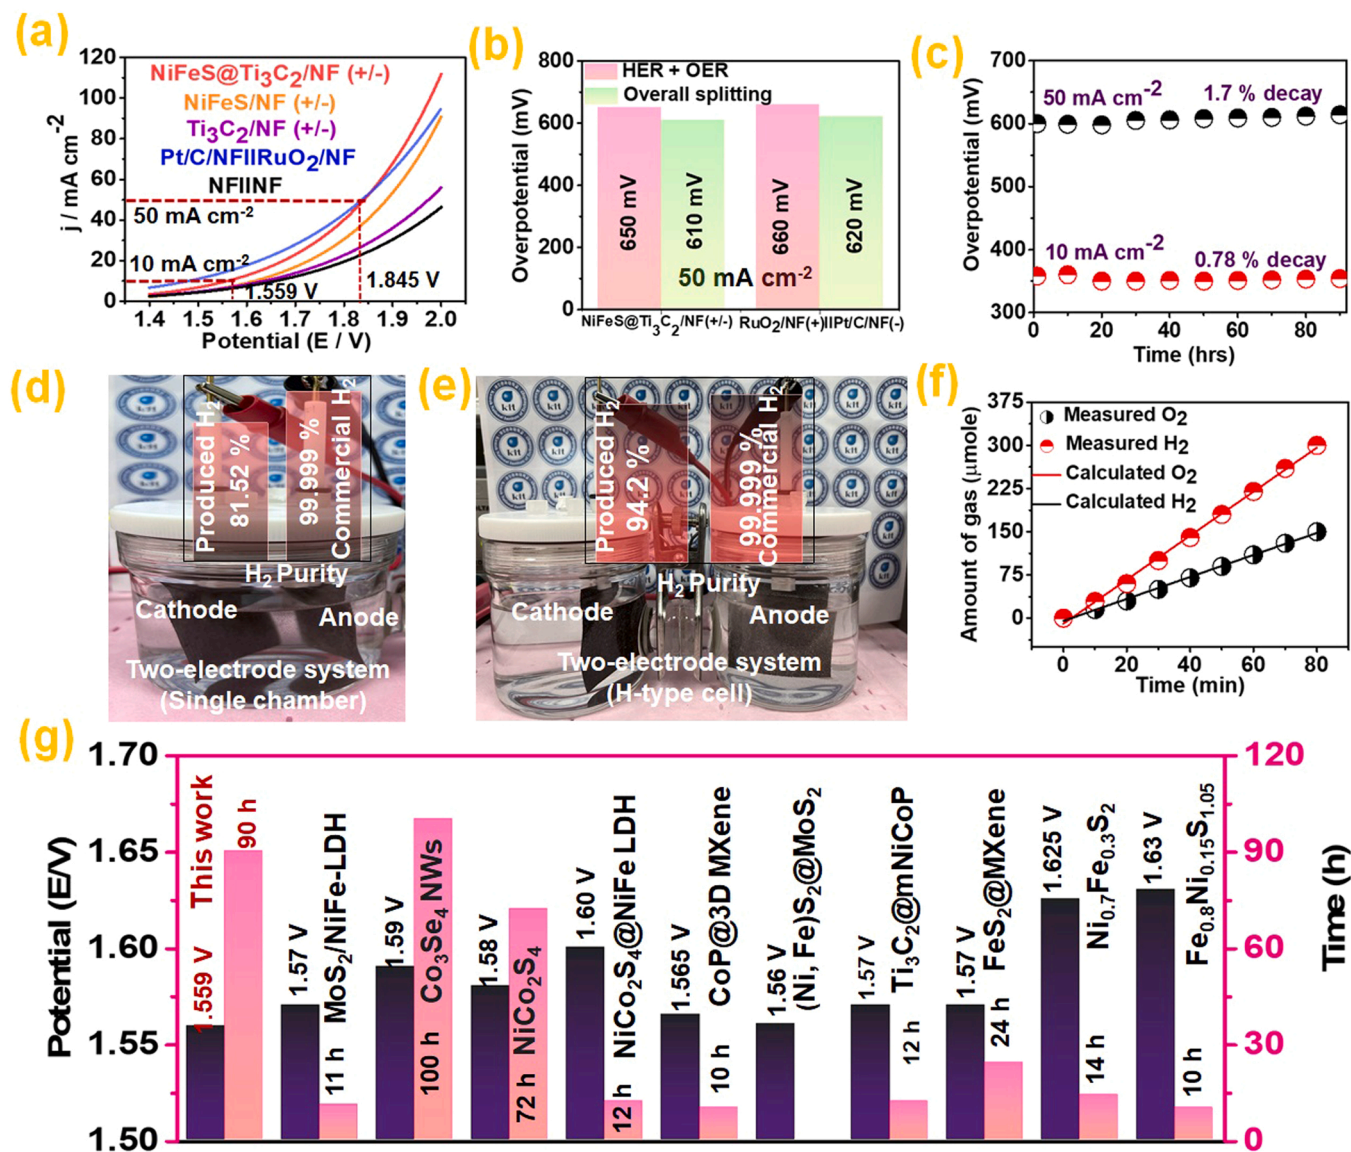 (a)
120
100
80
60
40
20
0
j / mA cm-2
NiFeS@Ti3C2/NF (+/-)
NiFeS/NF (+/-)
Ti3C2/NF (+/-)
Pt/C/NFIIRuO2/NF
NFIINF
50 mA cm-2
10 mA cm-2
1.559 V
1.845 V
1.4 1.5 1.6 1.7 1.8 1.9 2.0
Potential (E / V)
(b)
800
600
400
200
0
Overpotential (mV)
HER + OER
Overall splitting
650 mV
610 mV
660 mV
620 mV
50 mA cm-2
NiFeS@Ti3C2/NF(+/-) RuO2/NF(+)IIPt/C/NF(-)
(c)
700
600
500
400
300
Overpotential (mV)
50 mA cm-2 1.7 % decay
10 mA cm-2 0.78 % decay
0 20 40 60 80
Time (hrs)
(d)
Produced H2
81.52 %
99.999 %
Commercial H2
H2 Purity
Cathode
Anode
Two-electrode system
(Single chamber)
(e)
Produced H2
94.2 %
99.999 %
Commercial H2
H2 Purity
Cathode
Anode
Two-electrode system
(H-type cell)
(f)
375
300
225
150
75
0
Amount of gas (μmole)
Measured O2
Measured H2
Calculated O2
Calculated H2
0 20 40 60 80
Time (min)
(g)
1.70
1.65
1.60
1.55
1.50
Potential (E/V)
1.559 V This work
90 h
1.57 V
11 h MoS2/NiFe-LDH
1.59 V
100 h Co3Se4 NWs
1.58 V
72 h NiCo2S4
1.60 V
12 h NiCo2S4@NiFe LDH
1.565 V
10 h CoP@3D MXene
1.56 V
(Ni, Fe)S2@MoS2
1.57 V
12 h Ti3C2@mNiCoP
1.57 V
24 h FeS2@MXene
1.625 V
14 h Ni0.7Fe0.3S2
1.63 V
10 h Fe0.8Ni0.15S1.05
120
90
60
30
0
Time (h)